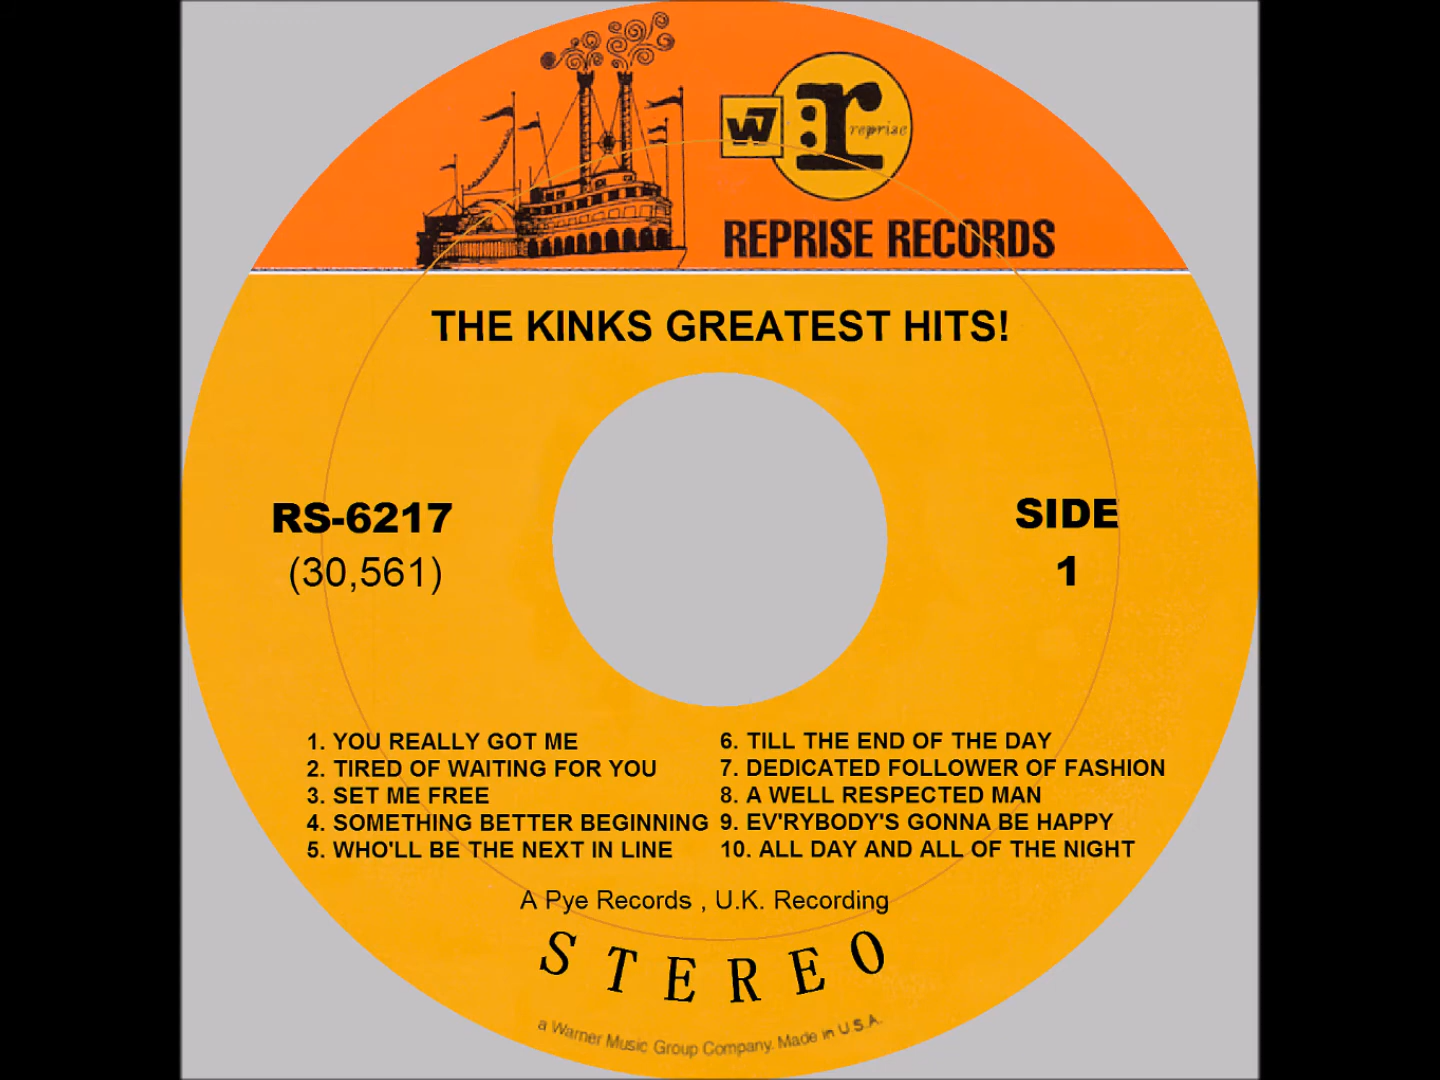 W7
r
reprise
REPRISE RECORDS
THE KINKS GREATEST HITS!
RS-6217
(30,561)
SIDE
1
1. YOU REALLY GOT ME
2. TIRED OF WAITING FOR YOU
3. SET ME FREE
4. SOMETHING BETTER BEGINNING
5. WHO'LL BE THE NEXT IN LINE
6. TILL THE END OF THE DAY
7. DEDICATED FOLLOWER OF FASHION
8. A WELL RESPECTED MAN
9. EV'RYBODY'S GONNA BE HAPPY
10. ALL DAY AND ALL OF THE NIGHT
A Pye Records , U.K. Recording
STEREO
a Warner Music Group Company. Made in U.S.A.